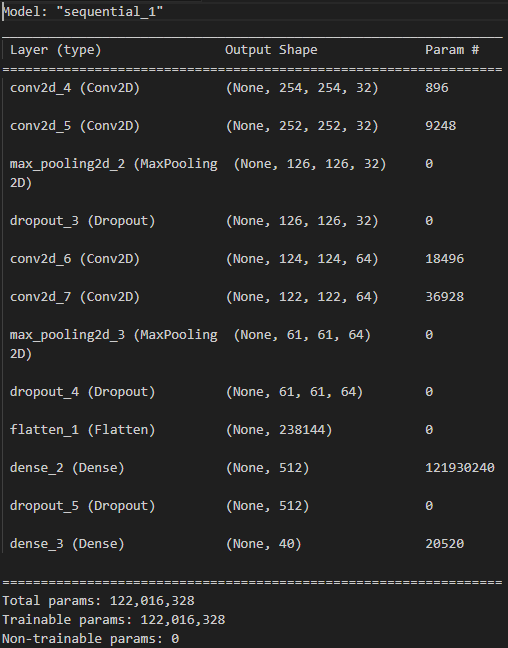 Model: "sequential_1"
Layer (type) Output Shape Param #
conv2d_4 (Conv2D) (None, 254, 254, 32) 896
conv2d_5 (Conv2D) (None, 252, 252, 32) 9248
max_pooling2d_2 (MaxPooling (None, 126, 126, 32) 0
2D)
dropout_3 (Dropout) (None, 126, 126, 32) 0
conv2d_6 (Conv2D) (None, 124, 124, 64) 18496
conv2d_7 (Conv2D) (None, 122, 122, 64) 36928
max_pooling2d_3 (MaxPooling (None, 61, 61, 64) 0
2D)
dropout_4 (Dropout) (None, 61, 61, 64) 0
flatten_1 (Flatten) (None, 238144) 0
dense_2 (Dense) (None, 512) 121930240
dropout_5 (Dropout) (None, 512) 0
dense_3 (Dense) (None, 40) 20520
Total params: 122,016,328
Trainable params: 122,016,328
Non-trainable params: 0